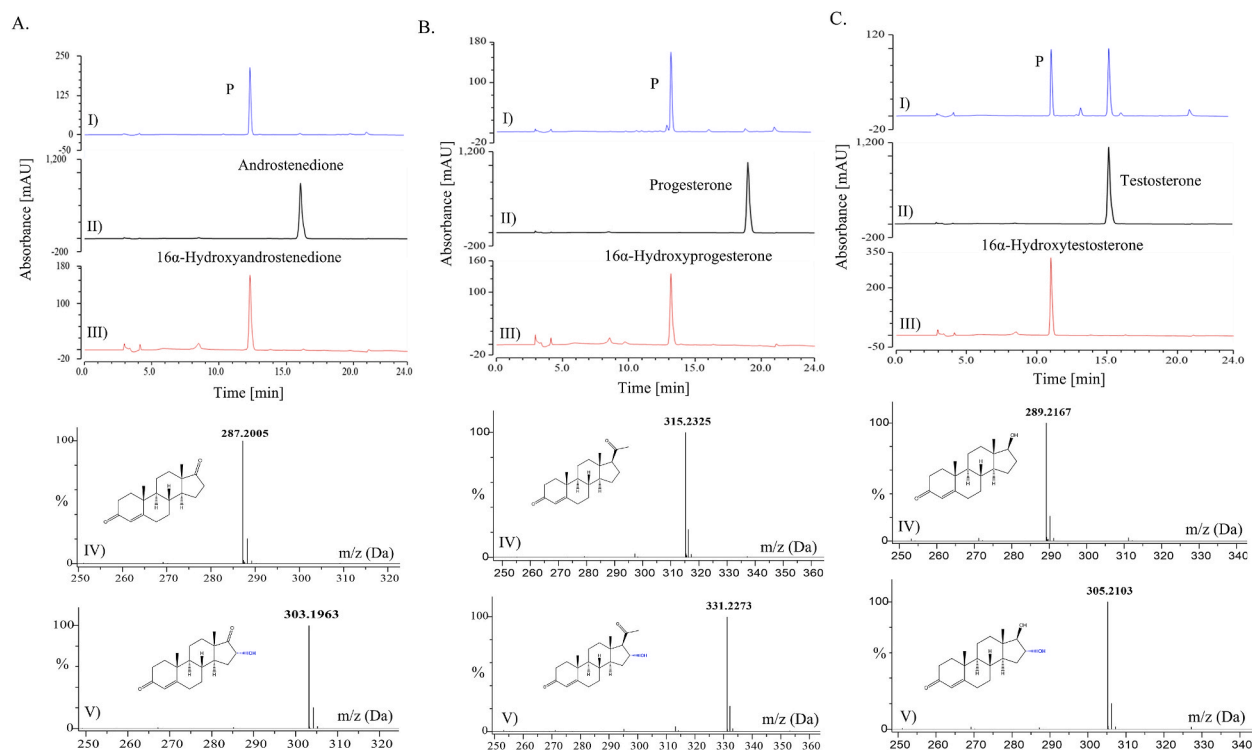 A.
B.
C.
250
125
50
0
-50
P
I)
1,200
-200
Androstenedione
II)
180
100
-20
16α-Hydroxyandrostenedione
III)
Absorbance [mAU]
0.0 5.0 10.0 15.0 20.0 24.0
Time [min]
180
100
-20
P
I)
1,200
-200
Progesterone
II)
160
100
-20
16α-Hydroxyprogesterone
III)
Absorbance [mAU]
0.0 5.0 10.0 15.0 20.0 24.0
Time [min]
120
-20
P
I)
1,200
-200
Testosterone
II)
350
200
-50
16α-Hydroxytestosterone
III)
Absorbance [mAU]
0.0 5.0 10.0 15.0 20.0 24.0
Time [min]
287.2005
100
%
0
IV)
m/z (Da)
250 260 270 280 290 300 310 320
315.2325
100
%
0
IV)
m/z (Da)
250 260 270 280 290 300 310 320 330 340 350 360
289.2167
100
%
0
IV)
m/z (Da)
250 260 270 280 290 300 310 320 330 340
303.1963
100
%
0
V)
m/z (Da)
250 260 270 280 290 300 310 320
331.2273
100
%
0
V)
m/z (Da)
250 260 270 280 290 300 310 320 330 340 350 360
305.2103
100
%
0
V)
m/z (Da)
250 260 270 280 290 300 310 320 330 340